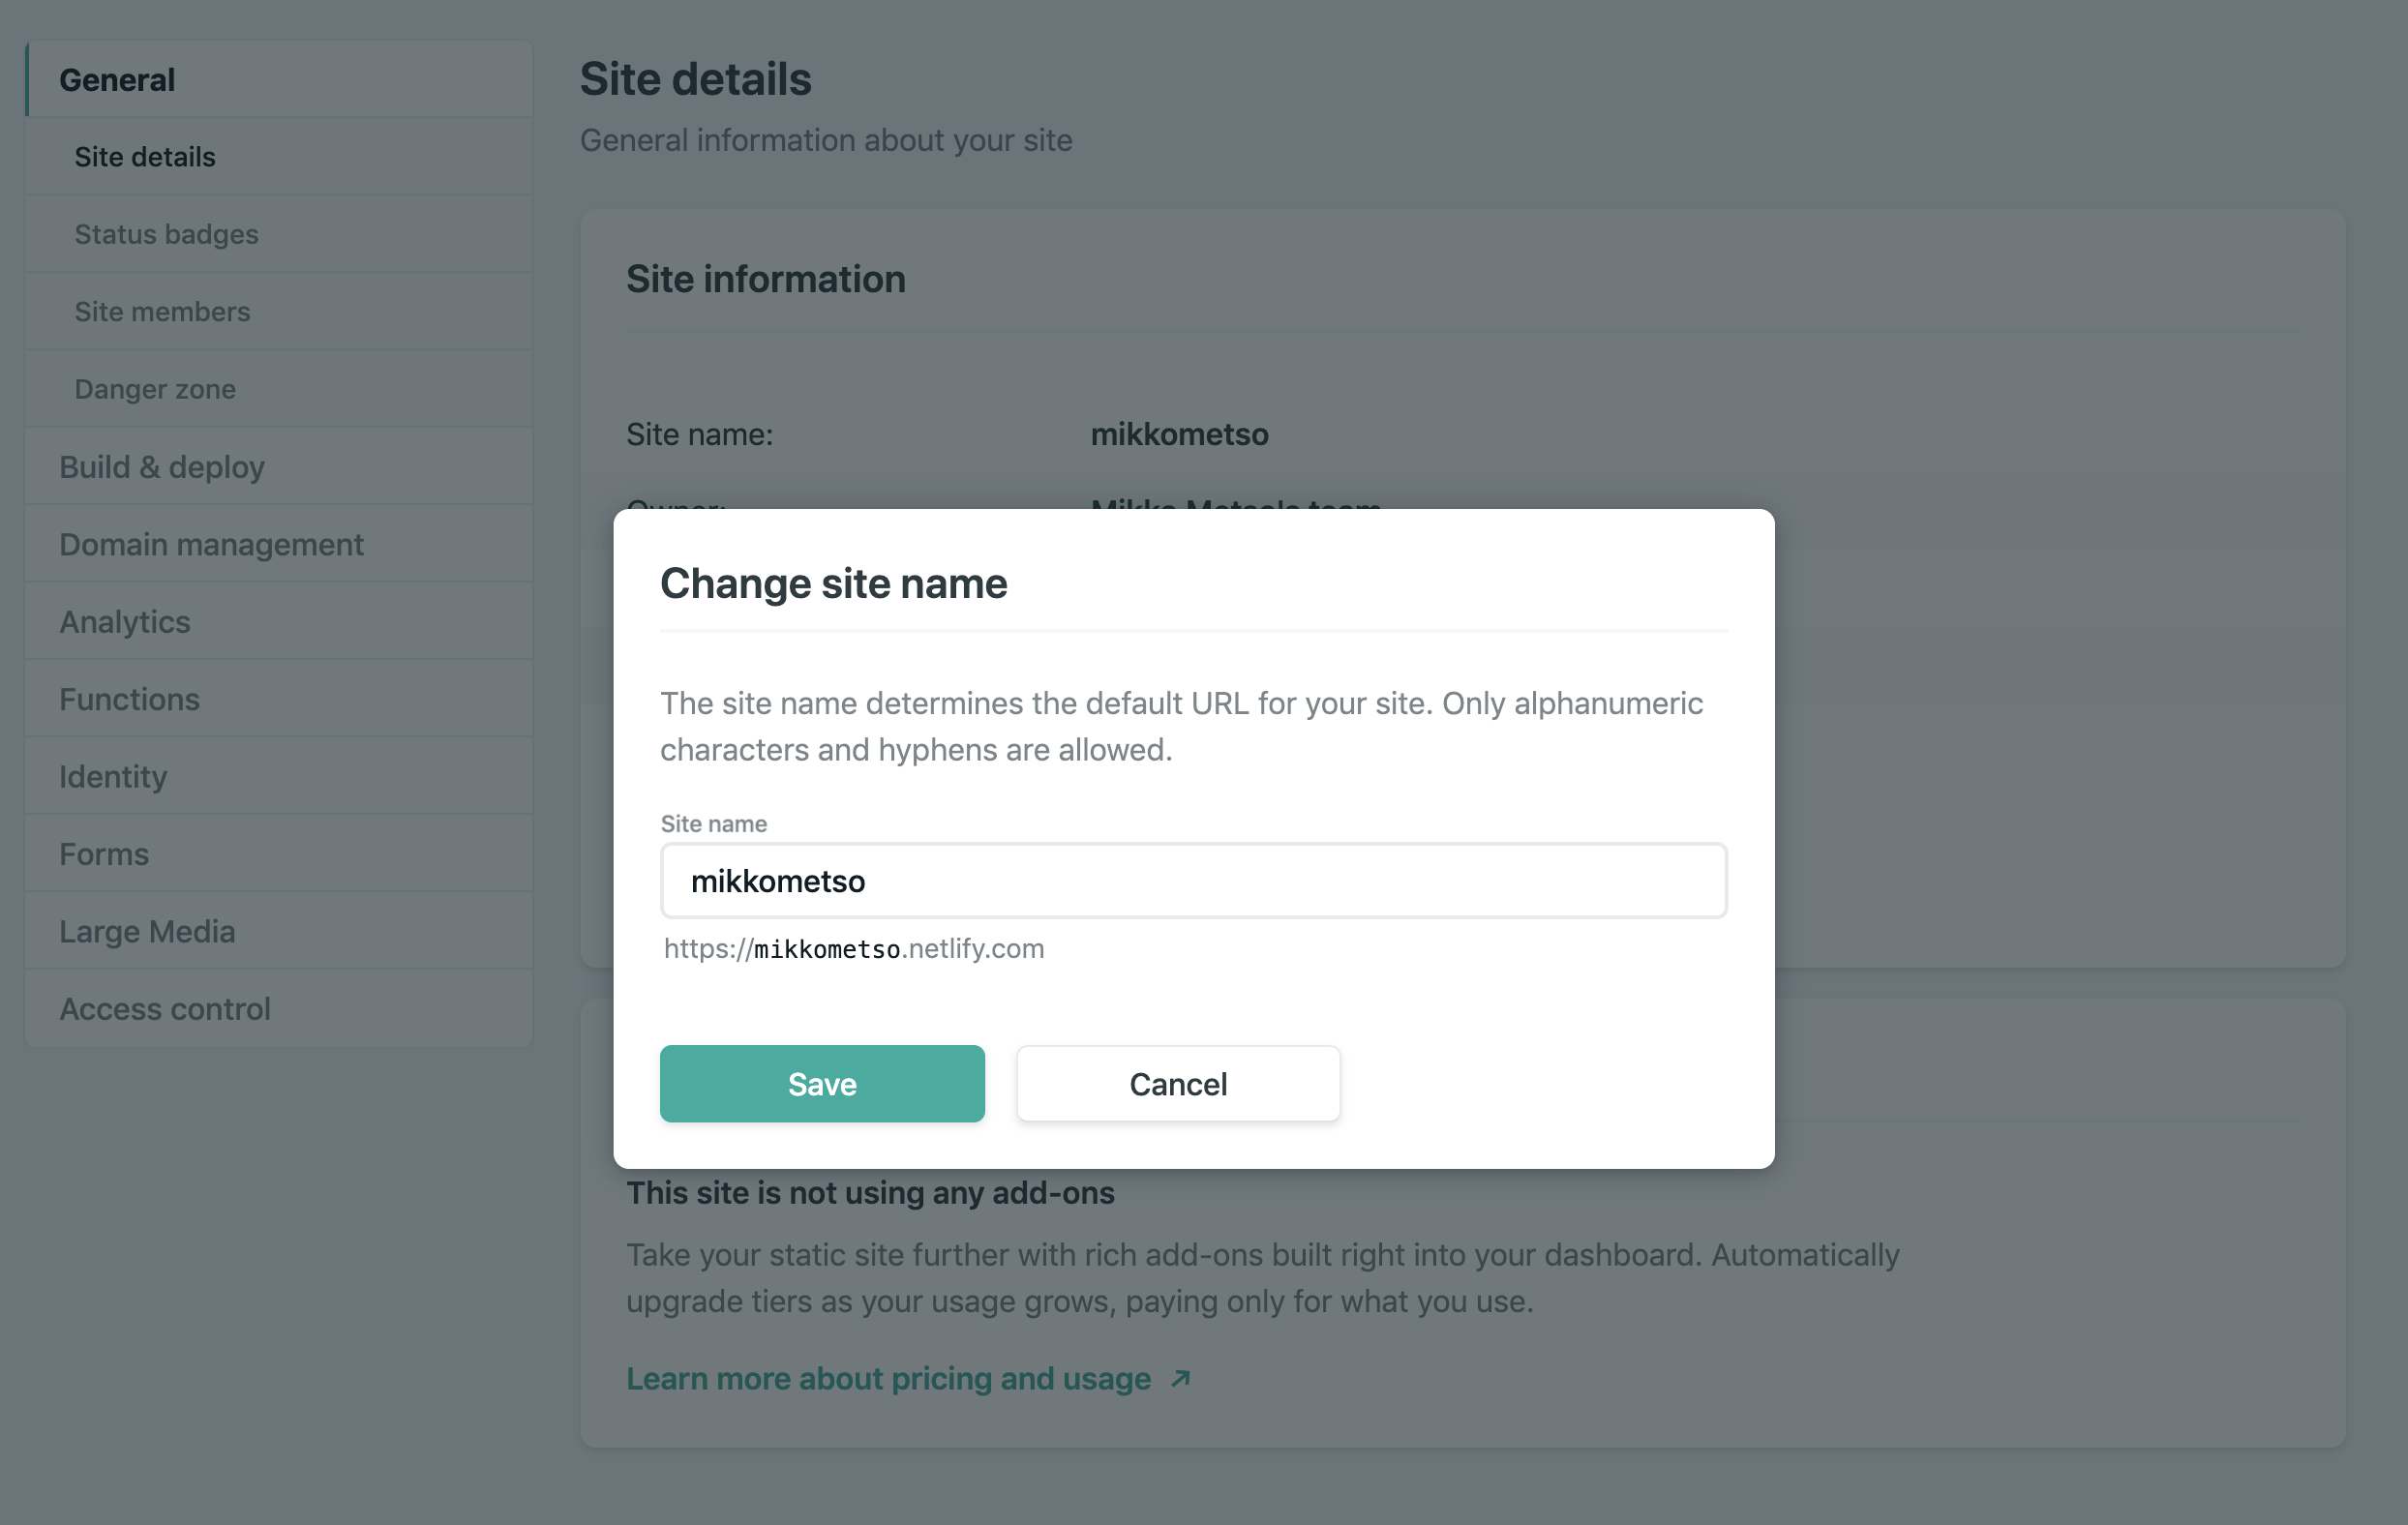 General
Site details
Status badges
Site members
Danger zone
Build & deploy
Domain management
Analytics
Functions
Identity
Forms
Large Media
Access control
Site details
General information about your site
Site information
Site name: mikkometso
Owner: Mikko Metso's team
Change site name
The site name determines the default URL for your site. Only alphanumeric
characters and hyphens are allowed.
Site name
mikkometso
https://mikkometso.netlify.com
Save Cancel
This site is not using any add-ons
Take your static site further with rich add-ons built right into your dashboard. Automatically
upgrade tiers as your usage grows, paying only for what you use.
Learn more about pricing and usage